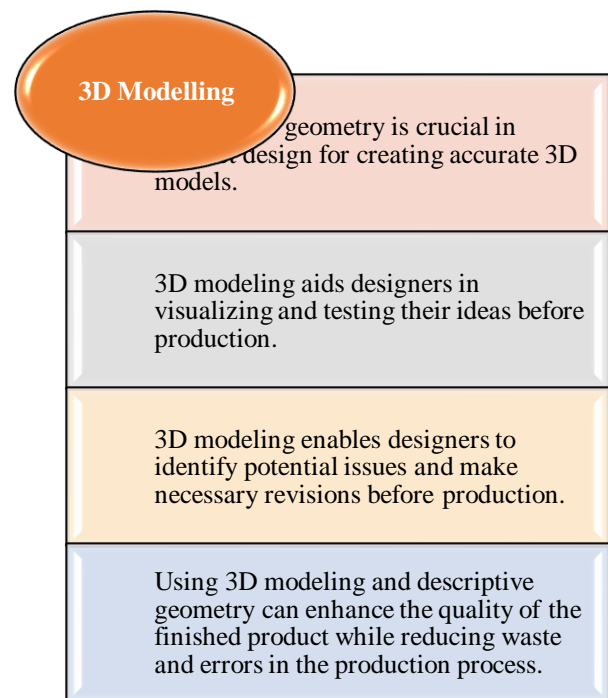 3D Modelling
geometry is crucial in
design for creating accurate 3D
models.
3D modeling aids designers in
visualizing and testing their ideas before
production.
3D modeling enables designers to
identify potential issues and make
necessary revisions before production.
Using 3D modeling and descriptive
geometry can enhance the quality of the
finished product while reducing waste
and errors in the production process.